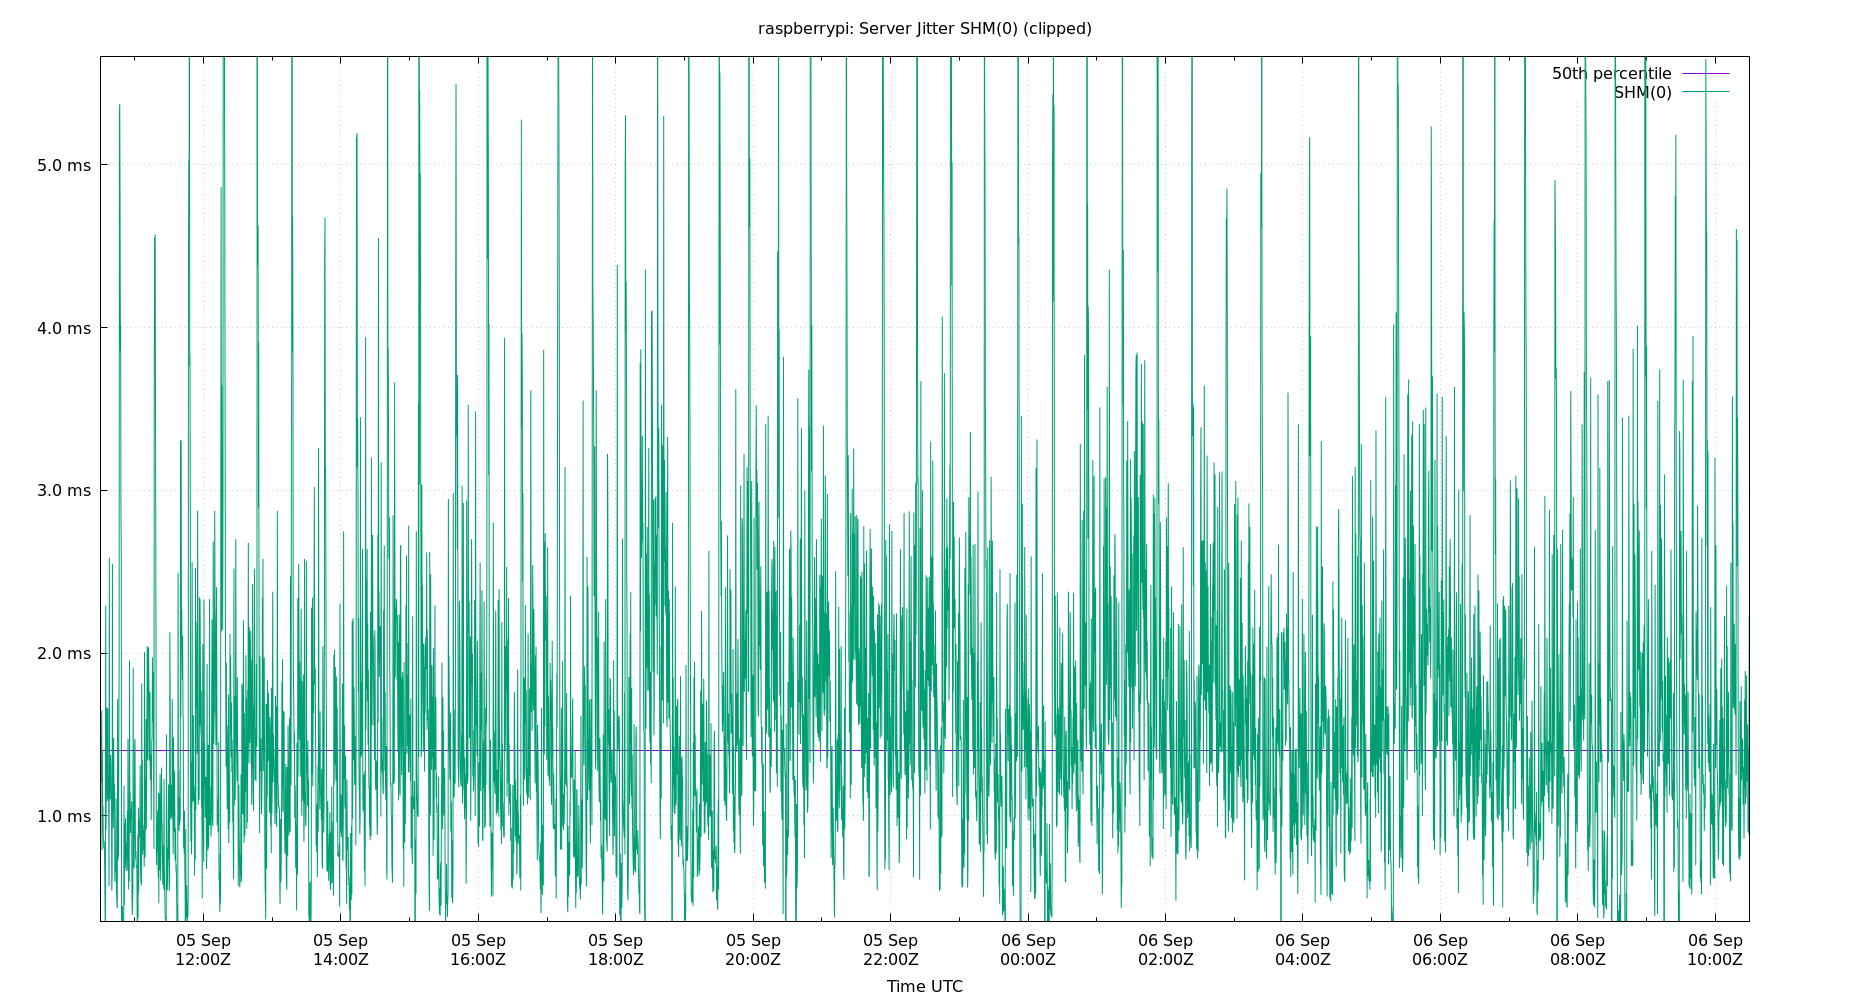 raspberrypi: Server Jitter SHM(0) (clipped)
50th percentile
SHM(0)
5.0 ms
4.0 ms
3.0 ms
2.0 ms
1.0 ms
05 Sep 05 Sep 05 Sep 05 Sep 05 Sep 05 Sep 06 Sep 06 Sep 06 Sep 06 Sep 06 Sep 06 Sep
12:00Z 14:00Z 16:00Z 18:00Z 20:00Z 22:00Z 00:00Z 02:00Z 04:00Z 06:00Z 08:00Z 10:00Z
Time UTC